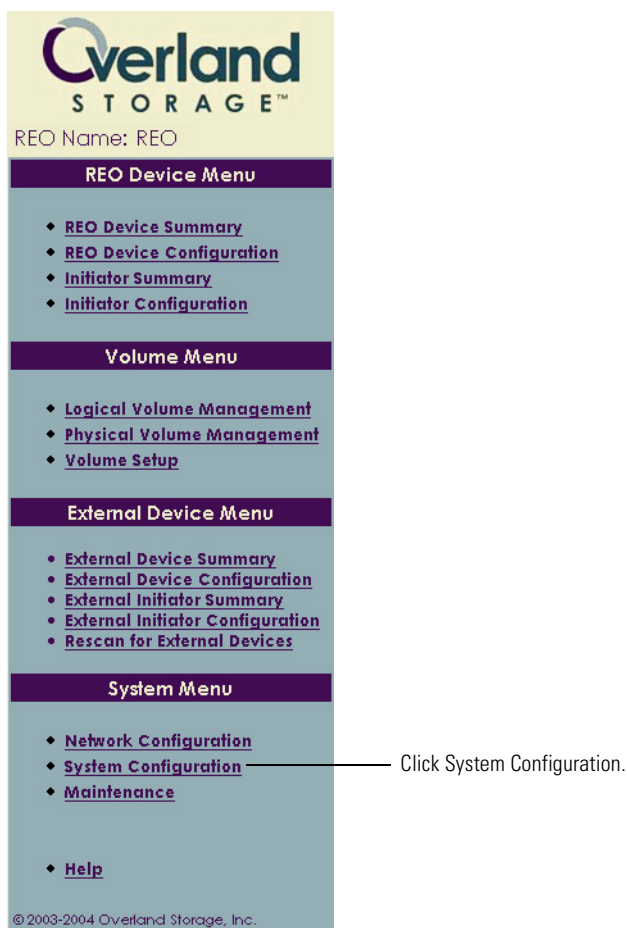 Overland
STORAGE™
REO Name: REO
REO Device Menu
REO Device Summary
REO Device Configuration
Initiator Summary
Initiator Configuration
Volume Menu
Logical Volume Management
Physical Volume Management
Volume Setup
External Device Menu
External Device Summary
External Device Configuration
External Initiator Summary
External Initiator Configuration
Rescan for External Devices
System Menu
Network Configuration
System Configuration
Click System Configuration.
Maintenance
Help
© 2003-2004 Overland Storage, Inc.